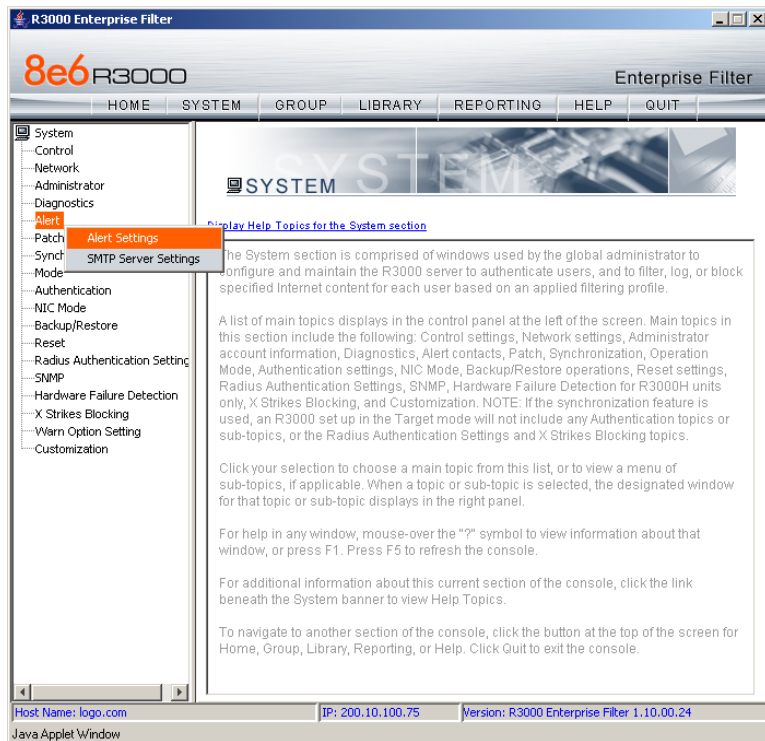 R3000 Enterprise Filter
8e6 R3000
Enterprise Filter
HOME SYSTEM GROUP LIBRARY REPORTING HELP QUIT
System
Control
Network
Administrator
Diagnostics
Alert
Patch
Synch
Mode
Authentication
NIC Mode
Backup/Restore
Reset
Radius Authentication Setting
SNMP
Hardware Failure Detection
X Strikes Blocking
Warn Option Setting
Customization
Alert Settings
SMTP Server Settings
SYSTEM
SYSTEM
Display Help Topics for the System section
The System section is comprised of windows used by the global administrator to
configure and maintain the R3000 server to authenticate users, and to filter, log, or block
specified Internet content for each user based on an applied filtering profile.
A list of main topics displays in the control panel at the left of the screen. Main topics in
this section include the following: Control settings, Network settings, Administrator
account information, Diagnostics, Alert contacts, Patch, Synchronization, Operation
Mode, Authentication settings, NIC Mode, Backup/Restore operations, Reset settings,
Radius Authentication Settings, SNMP, Hardware Failure Detection for R3000H units
only, X Strikes Blocking, and Customization. NOTE: If the synchronization feature is
used, an R3000 set up in the Target mode will not include any Authentication topics or
sub-topics, or the Radius Authentication Settings and X Strikes Blocking topics.
Click your selection to choose a main topic from this list, or to view a menu of
sub-topics, if applicable. When a topic or sub-topic is selected, the designated window
for that topic or sub-topic displays in the right panel.
For help in any window, mouse-over the "?" symbol to view information about that
window, or press F1. Press F5 to refresh the console.
For additional information about this current section of the console, click the link
beneath the System banner to view Help Topics.
To navigate to another section of the console, click the button at the top of the screen for
Home, Group, Library, Reporting, or Help. Click Quit to exit the console.
Host Name: logo.com IP: 200.10.100.75 Version: R3000 Enterprise Filter 1.10.00.24
Java Applet Window